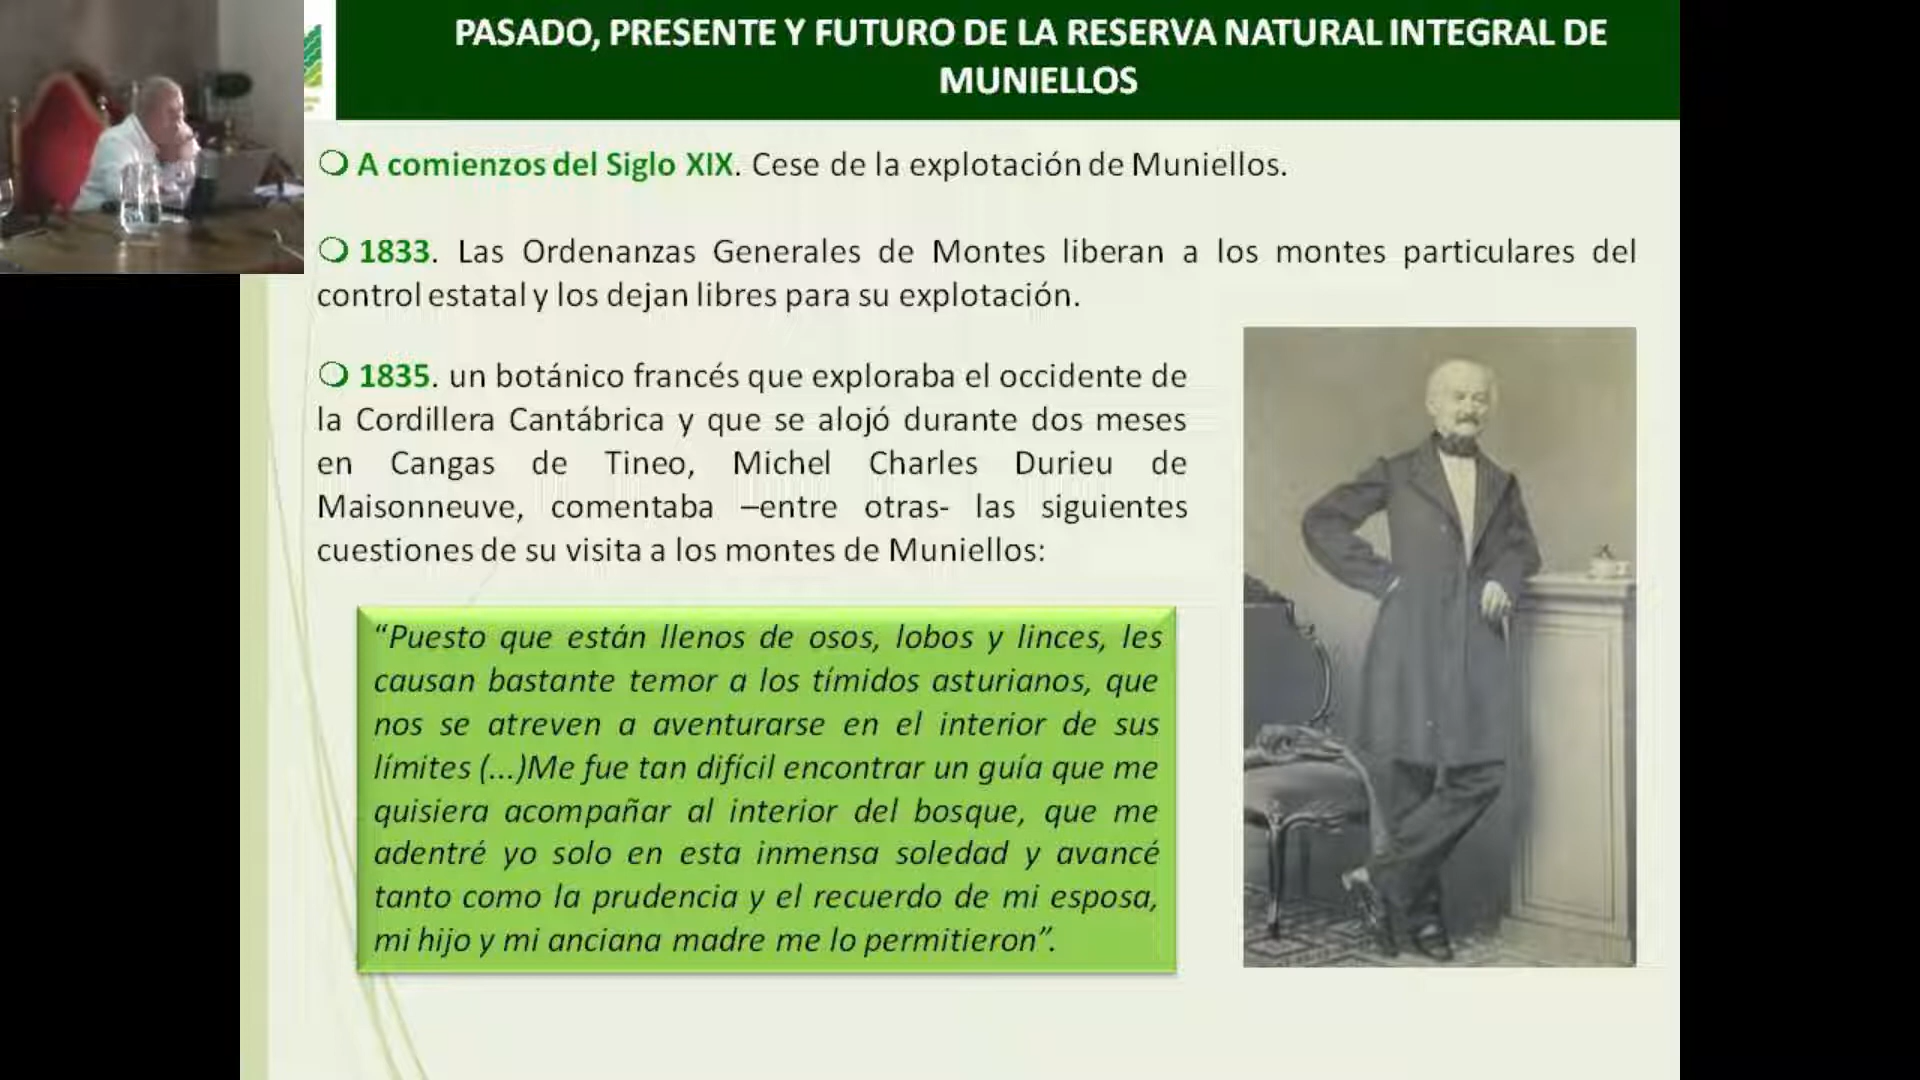 PASADO, PRESENTE Y FUTURO DE LA RESERVA NATURAL INTEGRAL DE
MUNIELLOS
A comienzos del Siglo XIX. Cese de la explotación de Muniellos.
1833. Las Ordenanzas Generales de Montes liberan a los montes particulares del
control estatal y los dejan libres para su explotación.
1835. un botánico francés que exploraba el occidente de
la Cordillera Cantábrica y que se alojó durante dos meses
en Cangas de Tineo, Michel Charles Durieu de
Maisonneuve, comentaba –entre otras- las siguientes
cuestiones de su visita a los montes de Muniellos:
“Puesto que están llenos de osos, lobos y linces, les
causan bastante temor a los tímidos asturianos, que
nos se atreven a aventurarse en el interior de sus
límites (...)Me fue tan difícil encontrar un guía que me
quisiera acompañar al interior del bosque, que me
adentré yo solo en esta inmensa soledad y avancé
tanto como la prudencia y el recuerdo de mi esposa,
mi hijo y mi anciana madre me lo permitieron”.